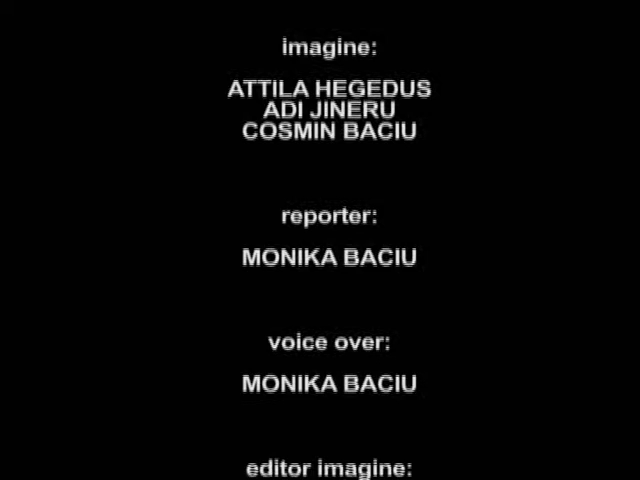 imagine:
ATTILA HEGEDUS
ADI JINERU
COSMIN BACIU
reporter:
MONIKA BACIU
voice over:
MONIKA BACIU
editor imagine: